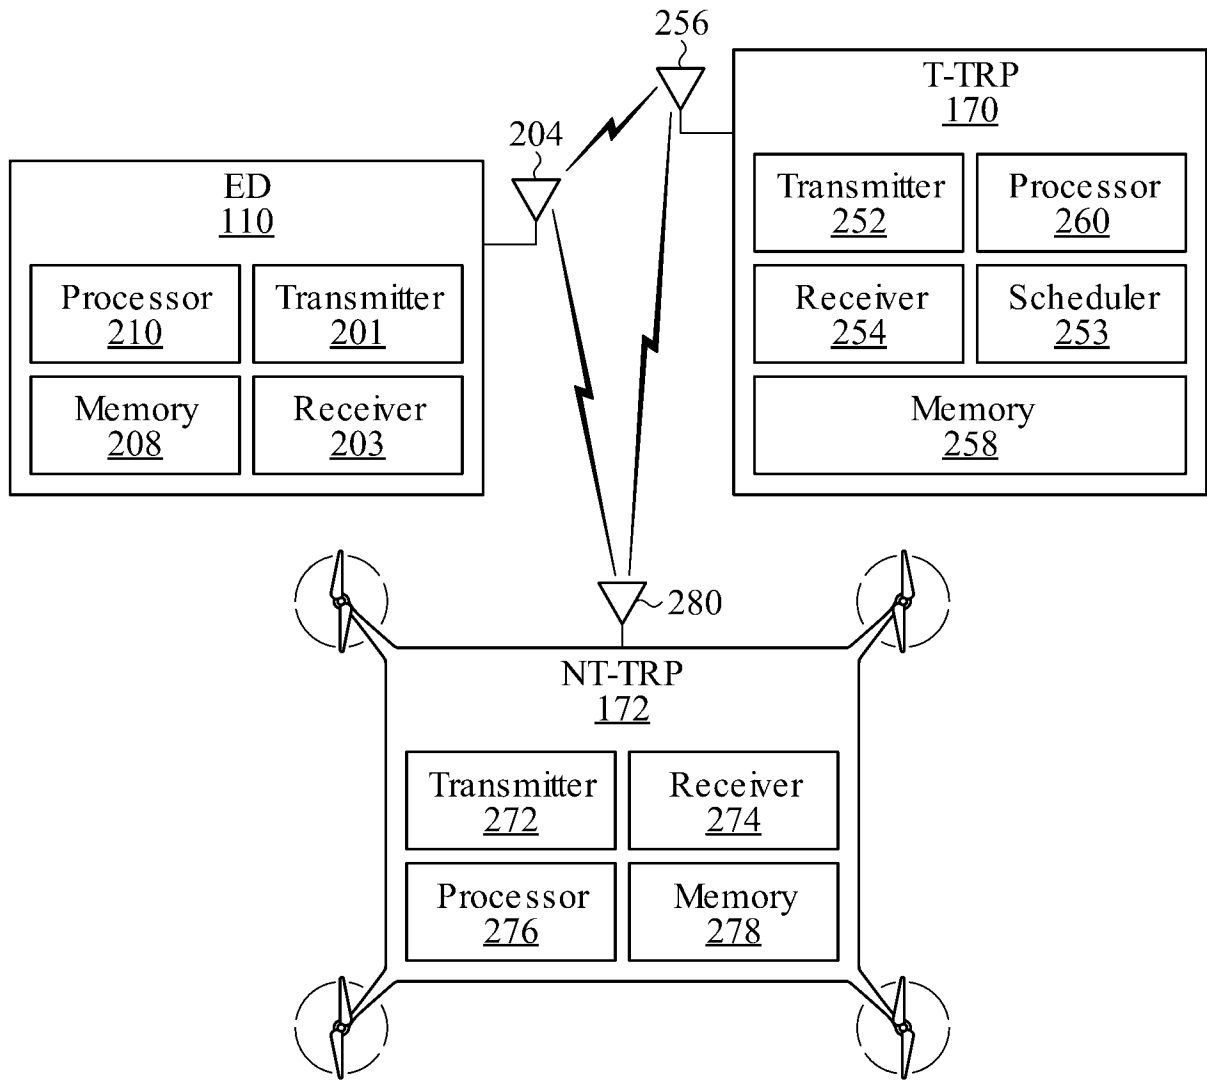 256
T-TRP
170
204
Transmitter
252
Processor
260
ED
110
Receiver
254
Scheduler
253
Processor
210
Transmitter
201
Memory
258
Memory
208
Receiver
203
280
NT-TRP
172
Transmitter
272
Receiver
274
Processor
276
Memory
278